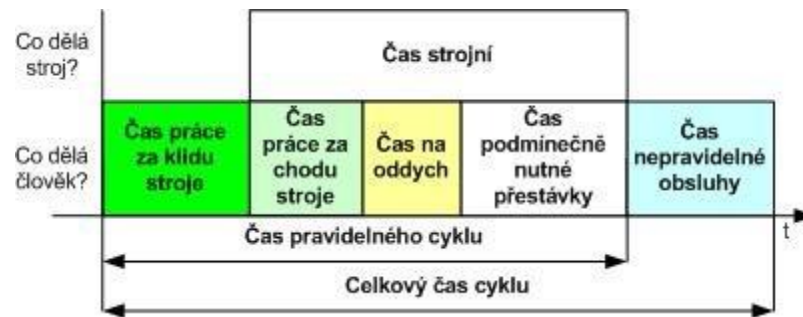 Co dělá
stroj?
Čas strojní
Co dělá
člověk?
Čas práce
za klidu
stroje
Čas
práce za
chodu
stroje
Čas na
oddych
Čas
podmínečně
nutné
přestávky
Čas
nepravidelné
obsluhy
t
Čas pravidelného cyklu
Celkový čas cyklu